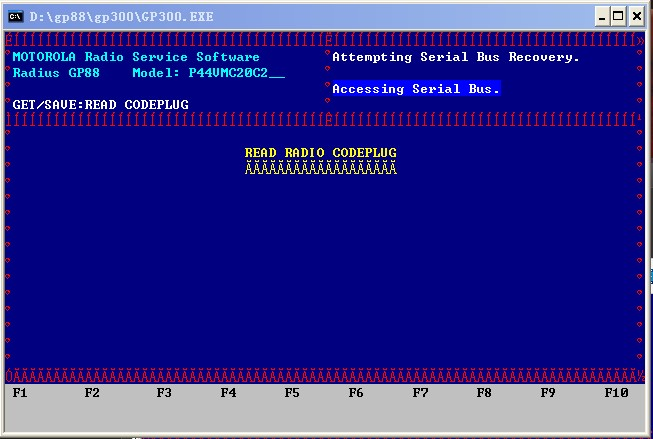 D:\gp88\gp300\GP300.EXE
MOTOROLA Radio Service Software
Radius GP88 Model: P44VMC20C2__
Attempting Serial Bus Recovery.
Accessing Serial Bus.
GET/SAVE:READ CODEPLUG
READ RADIO CODEPLUG
ÄÄÄÄÄÄÄÄÄÄÄÄÄÄÄÄÄÄÄ
F1 F2 F3 F4 F5 F6 F7 F8 F9 F10